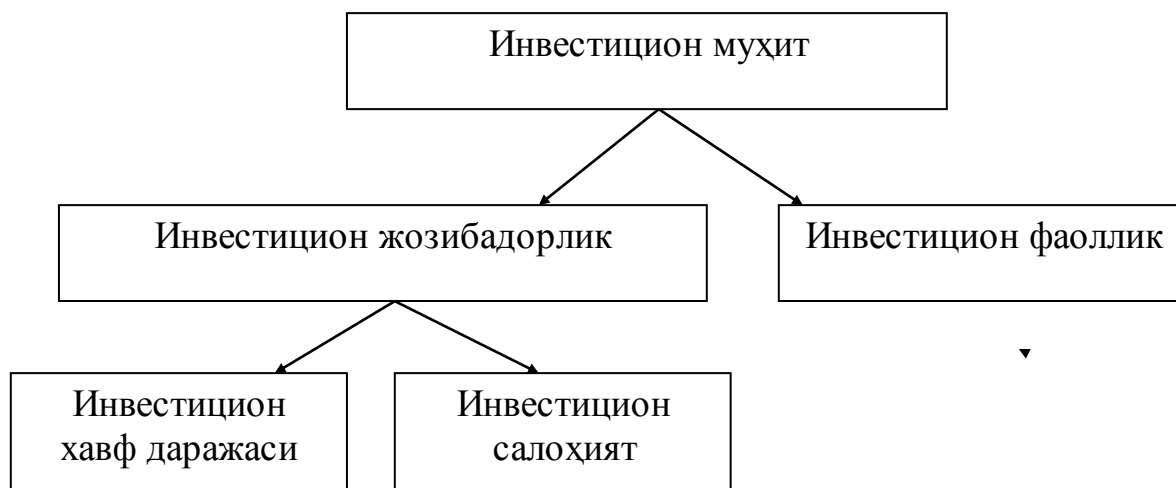 Инвестицион муҳит
Инвестицион жозибадорлик
Инвестицион фаоллик
Инвестицион
хавф даражаси
Инвестицион
салоҳият